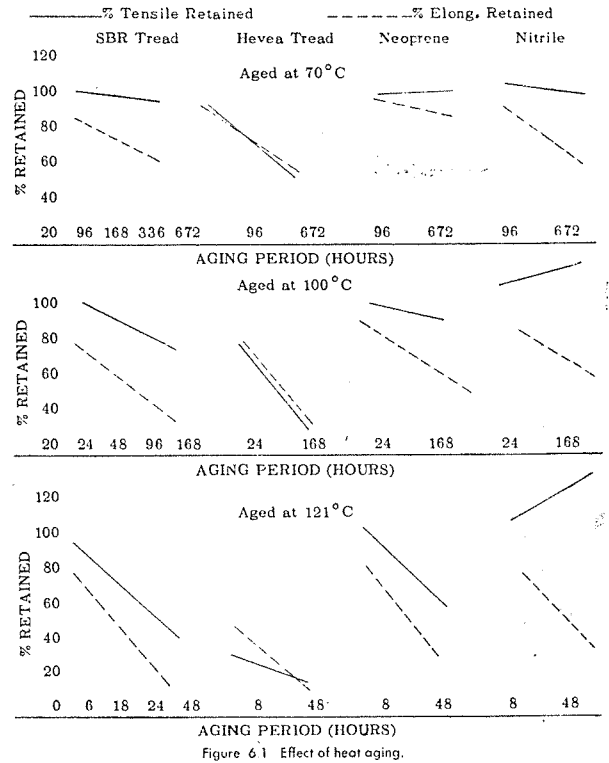 % Tensile Retained % Elong. Retained
SBR Tread Hevea Tread Neoprene Nitrile
Aged at 70°C
120
100
80
60
40
20
% RETAINED
96 168 336 672 96 672 96 672 96 672
AGING PERIOD (HOURS)
Aged at 100°C
100
80
60
40
20
% RETAINED
24 48 96 168 24 168 24 168 24 168
AGING PERIOD (HOURS)
Aged at 121°C
120
100
80
60
40
20
0
% RETAINED
6 18 24 48 8 48 8 48 8 48
AGING PERIOD (HOURS)
Figure 6.1 Effect of heat aging.